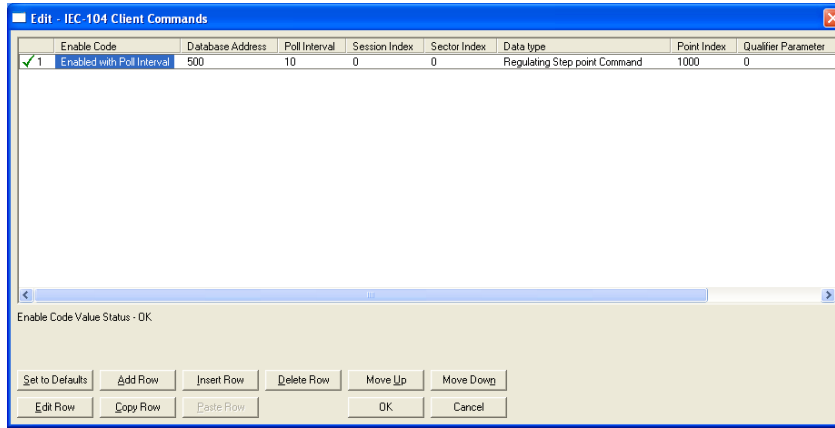 Edit - IEC-104 Client Commands
Enable Code Database Address Poll Interval Session Index Sector Index Data type Point Index Qualifier Parameter
1 Enabled with Poll Interval 500 10 0 0 Regulating Step point Command 1000 0
Enable Code Value Status - OK
Set to Defaults Add Row Insert Row Delete Row Move Up Move Down
Edit Row Copy Row Paste Row OK Cancel